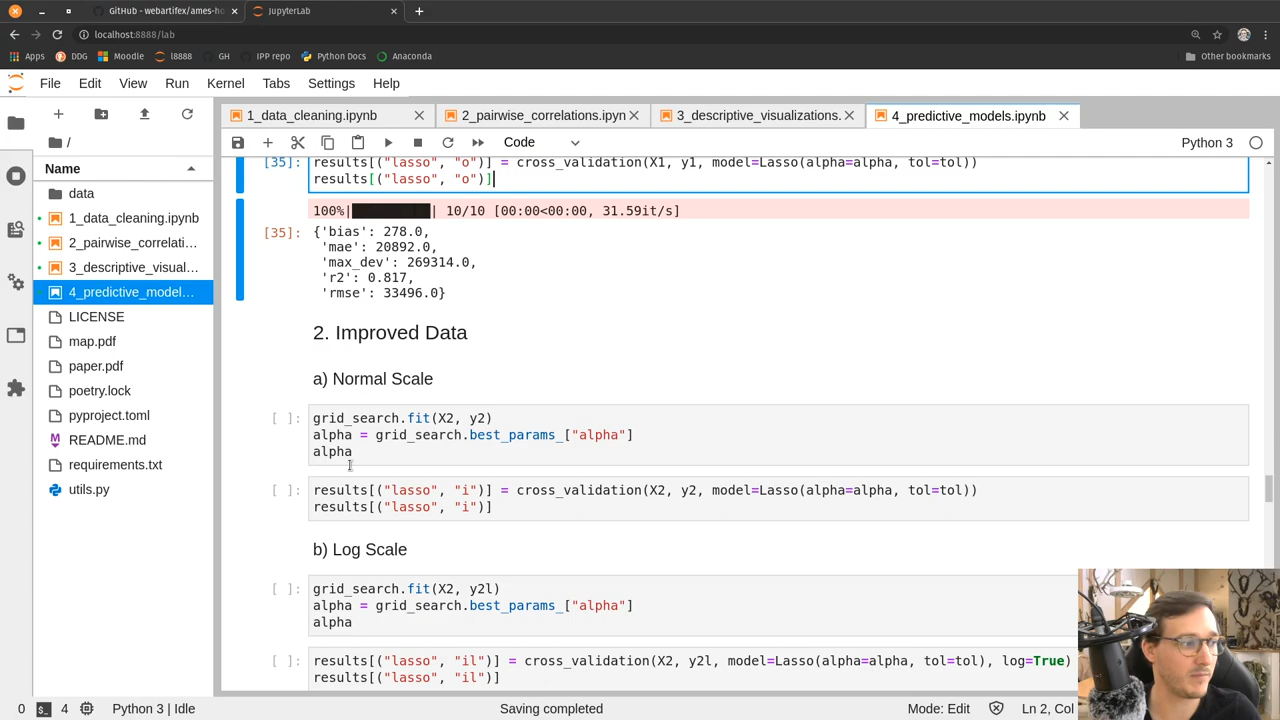 GitHub - webartifex/ames-ho
JupyterLab
localhost:8888/lab
Apps DDG Moodle l8888 GH IPP repo Python Docs Anaconda Other bookmarks
File Edit View Run Kernel Tabs Settings Help
1_data_cleaning.ipynb 2_pairwise_correlations.ipyn 3_descriptive_visualizations. 4_predictive_models.ipynb
Code Python 3
/
Name
data
1_data_cleaning.ipynb
2_pairwise_correlati...
3_descriptive_visual...
4_predictive_model...
LICENSE
map.pdf
paper.pdf
poetry.lock
pyproject.toml
README.md
requirements.txt
utils.py
[35]: results[("lasso", "o")] = cross_validation(X1, y1, model=Lasso(alpha=alpha, tol=tol))
results[("lasso", "o")]
100%| | 10/10 [00:00<00:00, 31.59it/s]
[35]: {'bias': 278.0,
'mae': 20892.0,
'max_dev': 269314.0,
'r2': 0.817,
'rmse': 33496.0}
2. Improved Data
a) Normal Scale
[ ]: grid_search.fit(X2, y2)
alpha = grid_search.best_params_["alpha"]
alpha
[ ]: results[("lasso", "i")] = cross_validation(X2, y2, model=Lasso(alpha=alpha, tol=tol))
results[("lasso", "i")]
b) Log Scale
[ ]: grid_search.fit(X2, y2l)
alpha = grid_search.best_params_["alpha"]
alpha
[ ]: results[("lasso", "il")] = cross_validation(X2, y2l, model=Lasso(alpha=alpha, tol=tol), log=True)
results[("lasso", "il")]
0 4 Python 3 | Idle Saving completed Mode: Edit Ln 2, Col